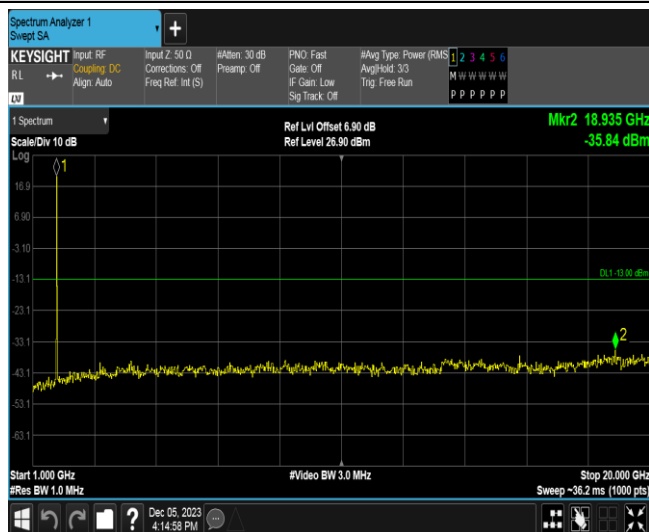 Spectrum Analyzer 1
Swept SA
KEYSIGHT
RL
LXI
Input: RF
Coupling: DC
Align: Auto
Input Z: 50 Ω
Corrections: Off
Freq Ref: Int (S)
#Atten: 30 dB
Preamp: Off
PNO: Fast
Gate: Off
IF Gain: Low
Sig Track: Off
#Avg Type: Power (RMS
Avg|Hold: 3/3
Trig: Free Run
1 2 3 4 5 6
M W W W W W
P P P P P P
1 Spectrum
Scale/Div 10 dB
Log
Ref Lvl Offset 6.90 dB
Ref Level 26.90 dBm
Mkr2 18.935 GHz
-35.84 dBm
1
16.9
6.90
-3.10
-13.1
DL1 -13.00 dBm
-23.1
-33.1
2
-43.1
-53.1
-63.1
Start 1.000 GHz
#Res BW 1.0 MHz
#Video BW 3.0 MHz
Stop 20.000 GHz
Sweep ~36.2 ms (1000 pts)
?
Dec 05, 2023
4:14:58 PM